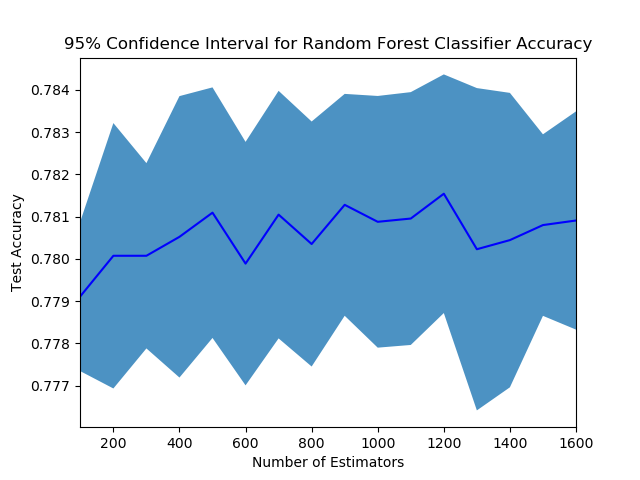 95% Confidence Interval for Random Forest Classifier Accuracy
0.784
0.783
0.782
0.781
0.780
0.779
0.778
0.777
Test Accuracy
200 400 600 800 1000 1200 1400 1600
Number of Estimators